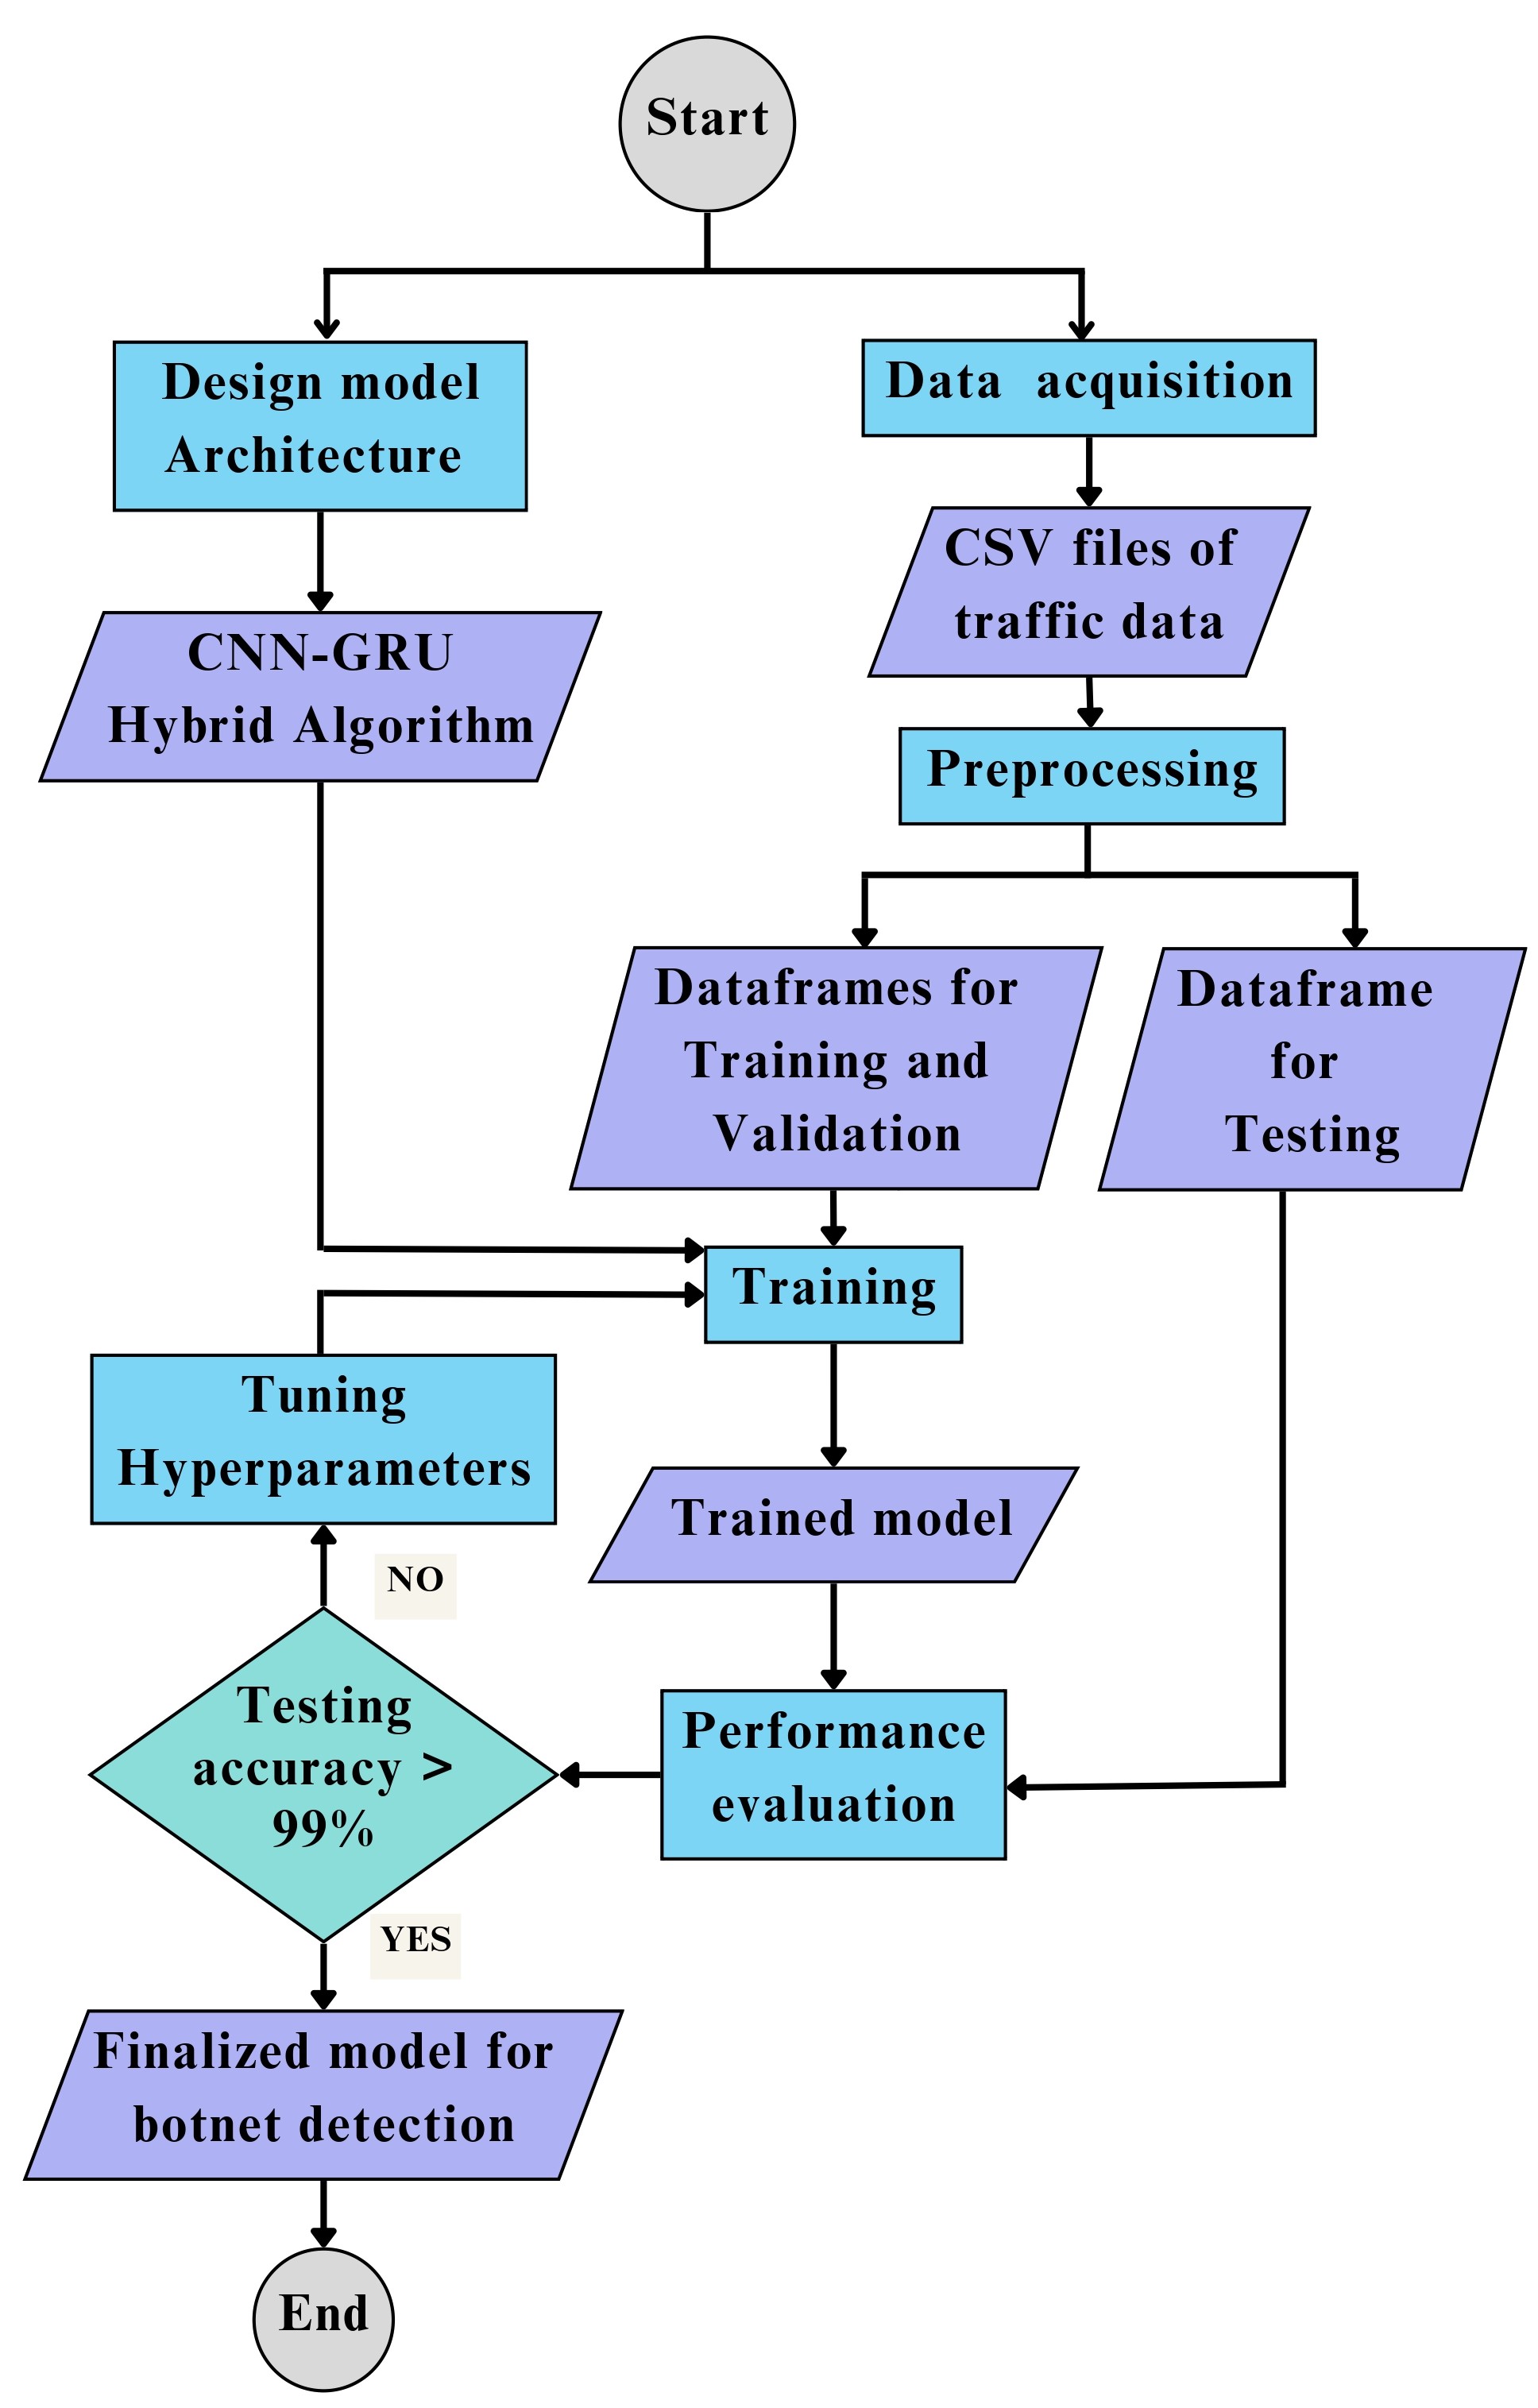 Start
Design model
Architecture
Data acquisition
CSV files of
traffic data
CNN-GRU
Hybrid Algorithm
Preprocessing
Dataframes for
Training and
Validation
Dataframe
for
Testing
Training
Tuning
Hyperparameters
Trained model
NO
Testing
accuracy >
99%
Performance
evaluation
YES
Finalized model for
botnet detection
End